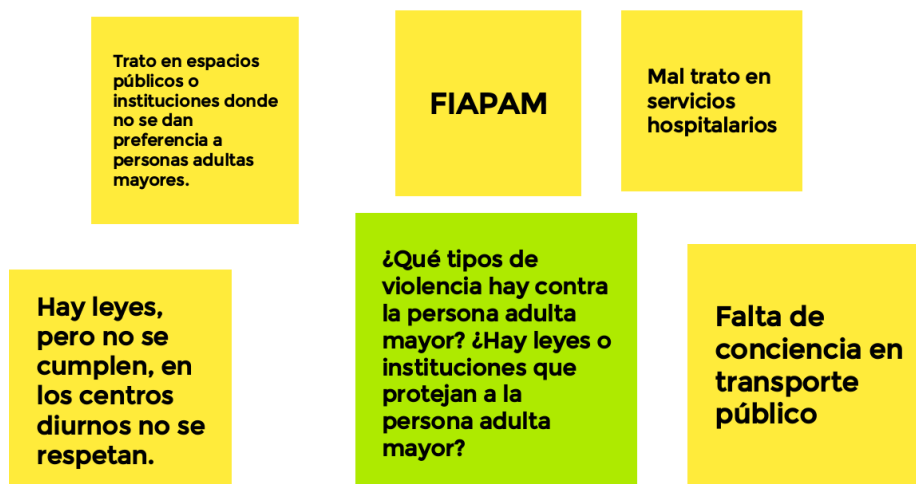 Trato en espacios
públicos o
instituciones donde
no se dan
preferencia a
personas adultas
mayores.
FIAPAM
Mal trato en
servicios
hospitalarios
Hay leyes,
pero no se
cumplen, en
los centros
diurnos no se
respetan.
¿Qué tipos de
violencia hay contra
la persona adulta
mayor? ¿Hay leyes o
instituciones que
protejan a la
persona adulta
mayor?
Falta de
conciencia en
transporte
público